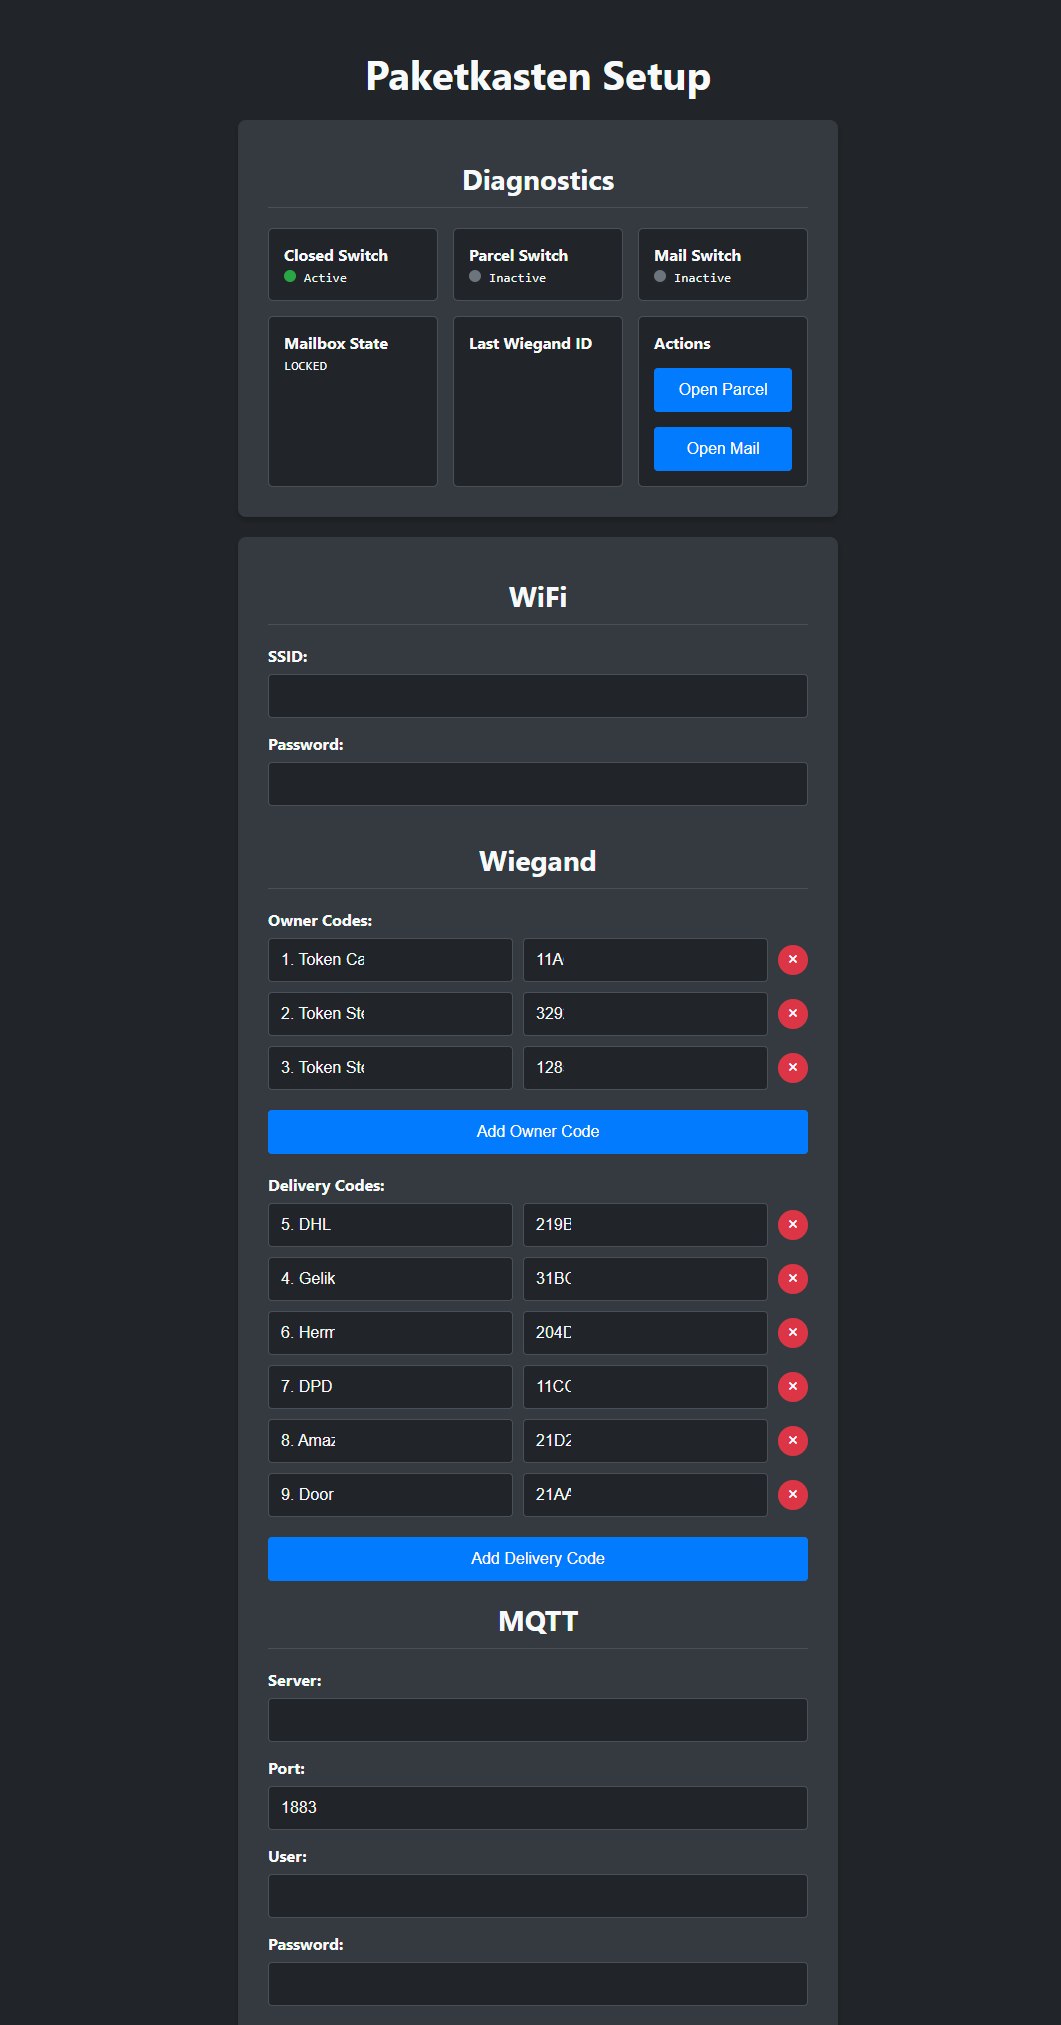 Paketkasten Setup
Diagnostics
Closed Switch
Active
Parcel Switch
Inactive
Mail Switch
Inactive
Mailbox State
LOCKED
Last Wiegand ID
Actions
Open Parcel
Open Mail
WiFi
SSID:
Password:
Wiegand
Owner Codes:
1. Token Ca 11A
2. Token Ste 329
3. Token Ste 128
Add Owner Code
Delivery Codes:
5. DHL 219B
4. Gelik 31BC
6. Herm 204D
7. DPD 11CC
8. Amaz 21D2
9. Door 21AA
Add Delivery Code
MQTT
Server:
Port:
1883
User:
Password: